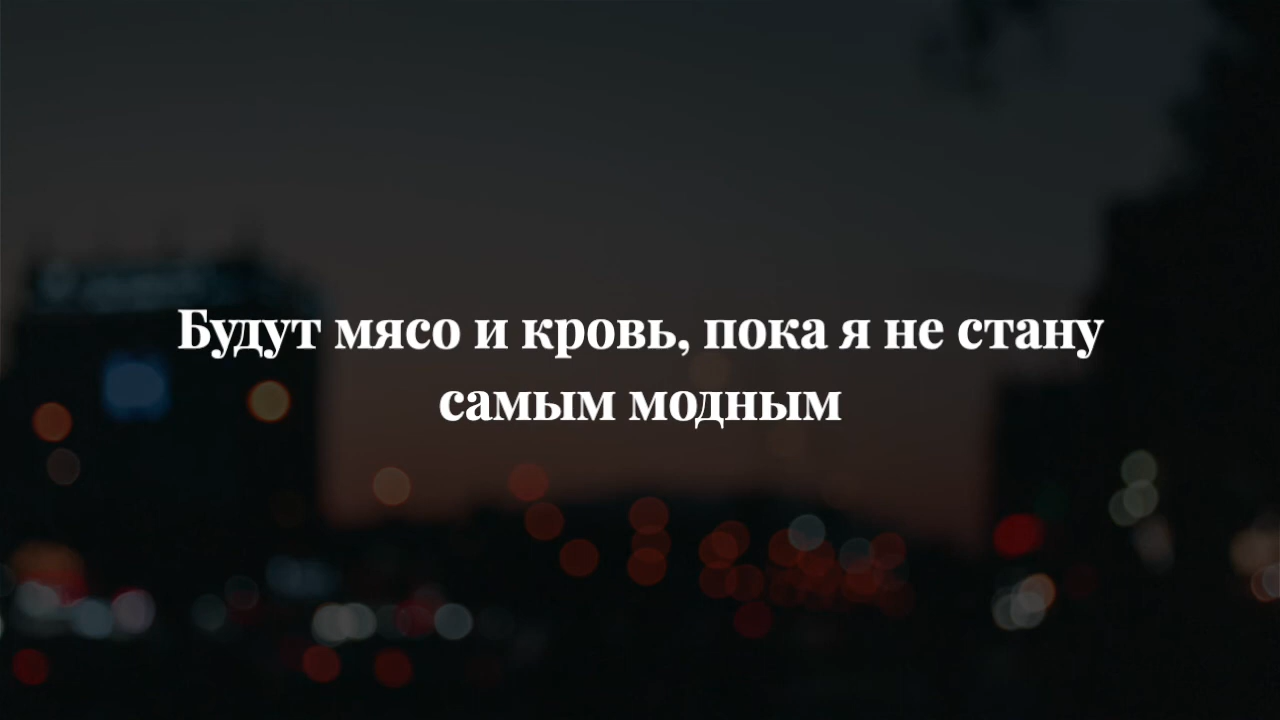 Будут мясо и кровь, пока я не стану
самым модным